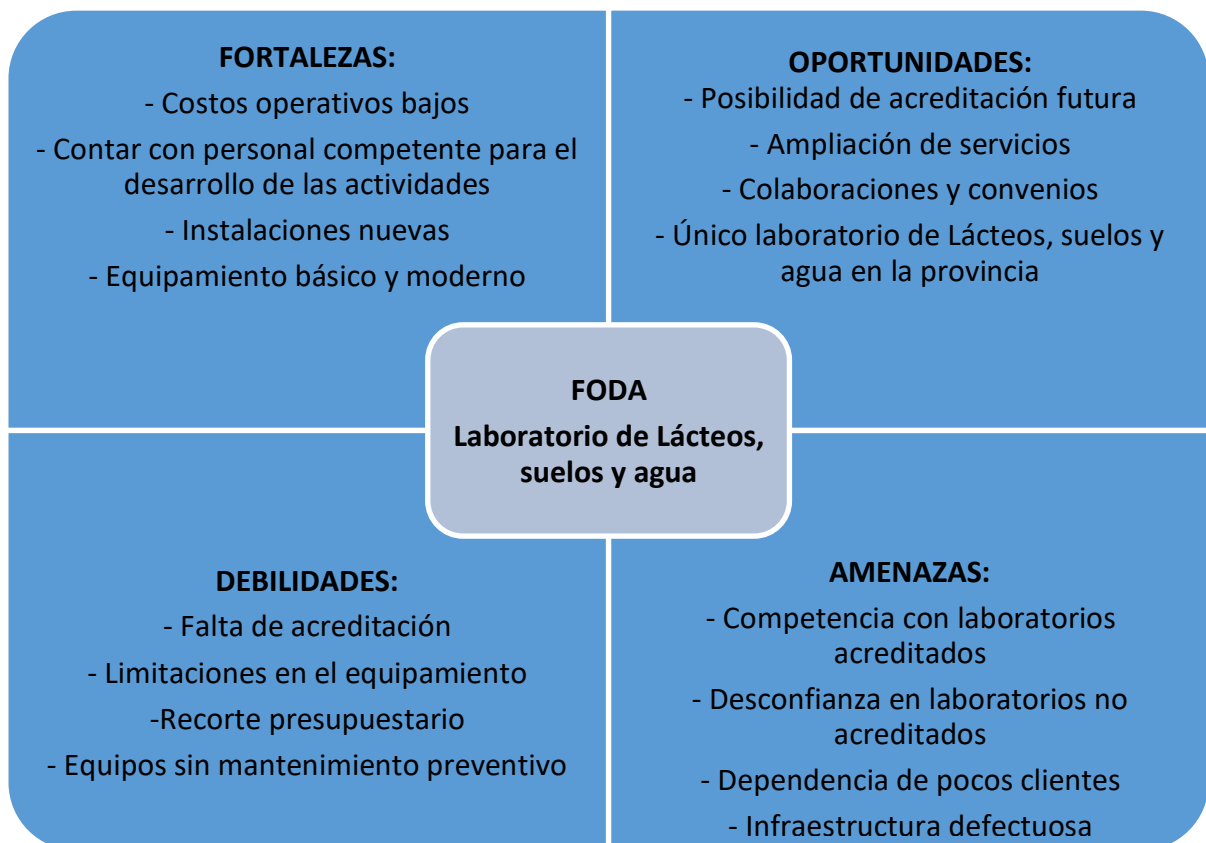 FORTALEZAS:
- Costos operativos bajos
- Contar con personal competente para el
desarrollo de las actividades
- Instalaciones nuevas
- Equipamiento básico y moderno
OPORTUNIDADES:
- Posibilidad de acreditación futura
- Ampliación de servicios
- Colaboraciones y convenios
- Único laboratorio de Lácteos, suelos y
agua en la provincia
FODA
Laboratorio de Lácteos,
suelos y agua
DEBILIDADES:
- Falta de acreditación
- Limitaciones en el equipamiento
-Recorte presupuestario
- Equipos sin mantenimiento preventivo
AMENAZAS:
- Competencia con laboratorios
acreditados
- Desconfianza en laboratorios no
acreditados
- Dependencia de pocos clientes
- Infraestructura defectuosa